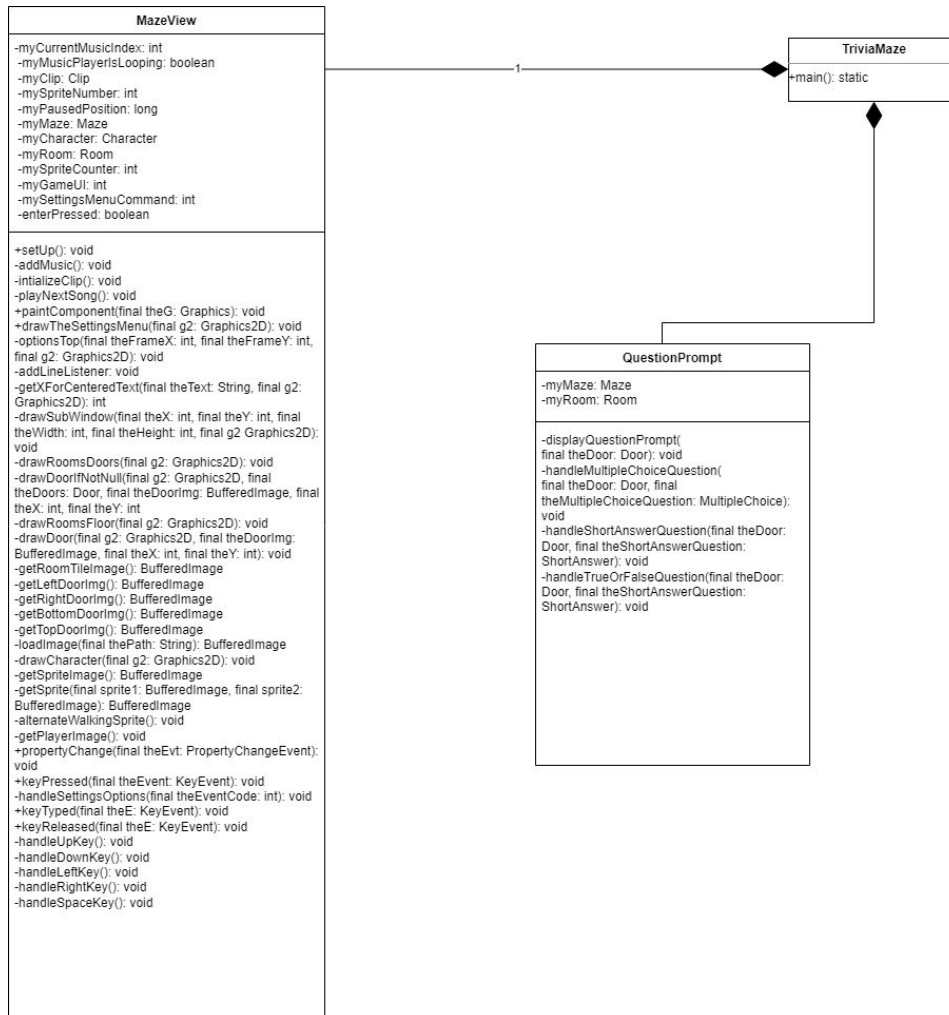 MazeView
-myCurrentMusicIndex: int
-myMusicPlayerIsLooping: boolean
-myClip: Clip
-mySpriteNumber: int
-myPausedPosition: long
-myMaze: Maze
-myCharacter: Character
-myRoom: Room
-mySpriteCounter: int
-myGameUI: int
-mySettingsMenuCommand: int
-enterPressed: boolean
+setUp(): void
-addMusic(): void
-intializeClip(): void
-playNextSong(): void
+paintComponent(final theG: Graphics): void
+drawTheSettingsMenu(final g2: Graphics2D): void
-optionsTop(final theFrameX: int, final theFrameY: int,
final g2: Graphics2D): void
-addLineListener: void
-getXForCenteredText(final theText: String, final g2:
Graphics2D): int
-drawSubWindow(final theX: int, final theY: int, final
theWidth: int, final theHeight: int, final g2 Graphics2D):
void
-drawRoomsDoors(final g2: Graphics2D): void
-drawDoorIfNotNull(final g2: Graphics2D, final
theDoors: Door, final theDoorImg: BufferedImage, final
theX: int, final theY: int
-drawRoomsFloor(final g2: Graphics2D): void
-drawDoor(final g2: Graphics2D, final theDoorImg:
BufferedImage, final theX: int, final theY: int): void
-getRoomTileImage(): BufferedImage
-getLeftDoorImg(): BufferedImage
-getRightDoorImg(): BufferedImage
-getBottomDoorImg(): BufferedImage
-getTopDoorImg(): BufferedImage
-loadImage(final thePath: String): BufferedImage
-drawCharacter(final g2: Graphics2D): void
-getSpriteImage(): BufferedImage
-getSprite(final sprite1: BufferedImage, final sprite2:
BufferedImage): BufferedImage
-alternateWalkingSprite(): void
-getPlayerImage(): void
+propertyChange(final theEvt: PropertyChangeEvent):
void
+keyPressed(final theEvent: KeyEvent): void
-handleSettingsOptions(final theEventCode: int): void
+keyTyped(final theE: KeyEvent): void
+keyReleased(final theE: KeyEvent): void
-handleUpKey(): void
-handleDownKey(): void
-handleLeftKey(): void
-handleRightKey(): void
-handleSpaceKey(): void
1
TriviaMaze
+main(): static
QuestionPrompt
-myMaze: Maze
-myRoom: Room
-displayQuestionPrompt(
final theDoor: Door): void
-handleMultipleChoiceQuestion(
final theDoor: Door, final
theMultipleChoiceQuestion: MultipleChoice):
void
-handleShortAnswerQuestion(final theDoor:
Door, final theShortAnswerQuestion:
ShortAnswer): void
-handleTrueOrFalseQuestion(final theDoor:
Door, final theShortAnswerQuestion:
ShortAnswer): void